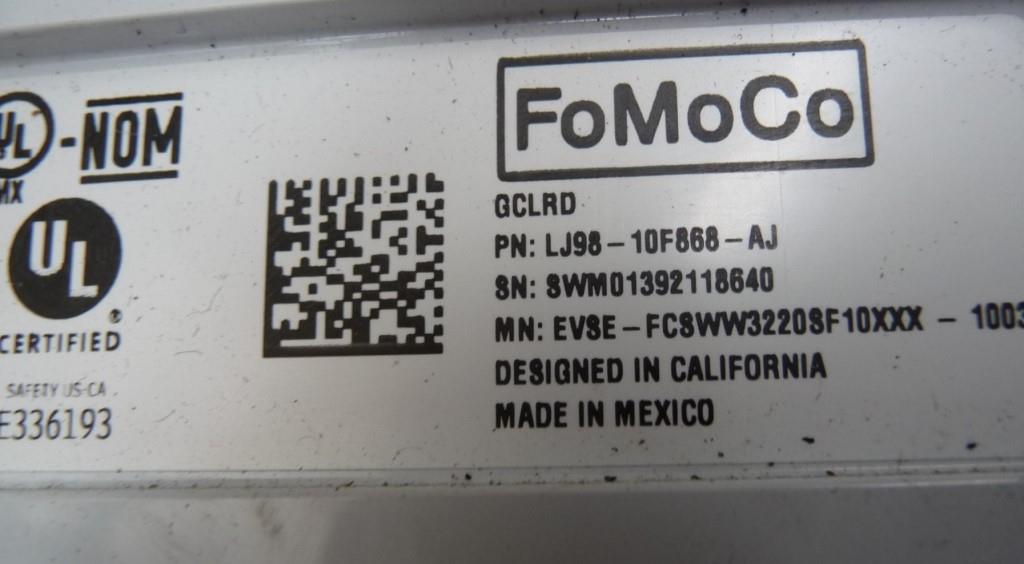 UL
-NOM
MX
UL
®
CERTIFIED
SAFETY US-CA
E336193
FoMoCo
GCLRD
PN: LJ98-10F868-AJ
SN: SWM01392118640
MN: EVSE-FCSWW3220SF10XXX - 1003
DESIGNED IN CALIFORNIA
MADE IN MEXICO